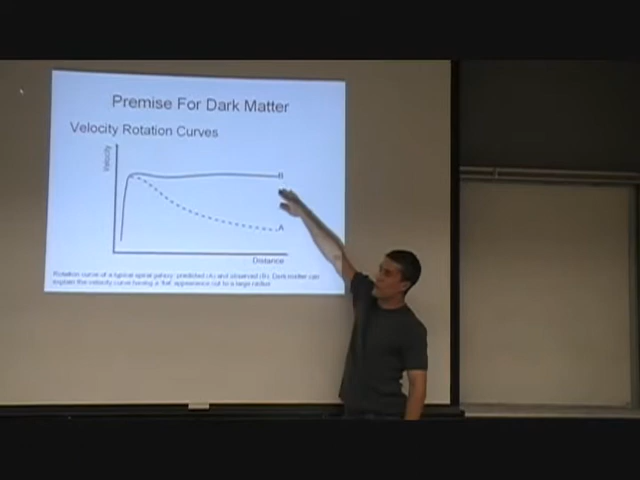 Premise For Dark Matter
Velocity Rotation Curves
Velocity
B
A
Distance
Rotation curve of a typical spiral galaxy: predicted (A) and observed (B). Dark matter can
explain the velocity curve having a 'flat' appearance out to a large radius